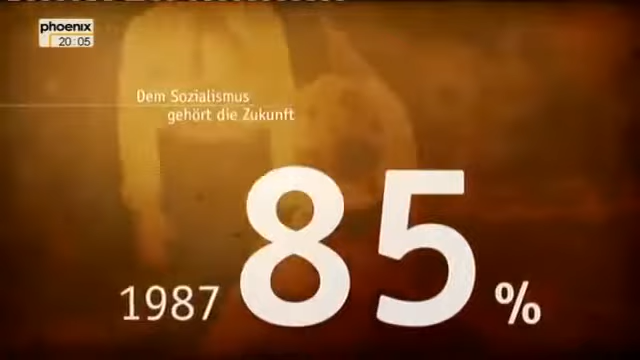 phoenix
20:05
Dem Sozialismus
gehört die Zukunft
1987 85 %